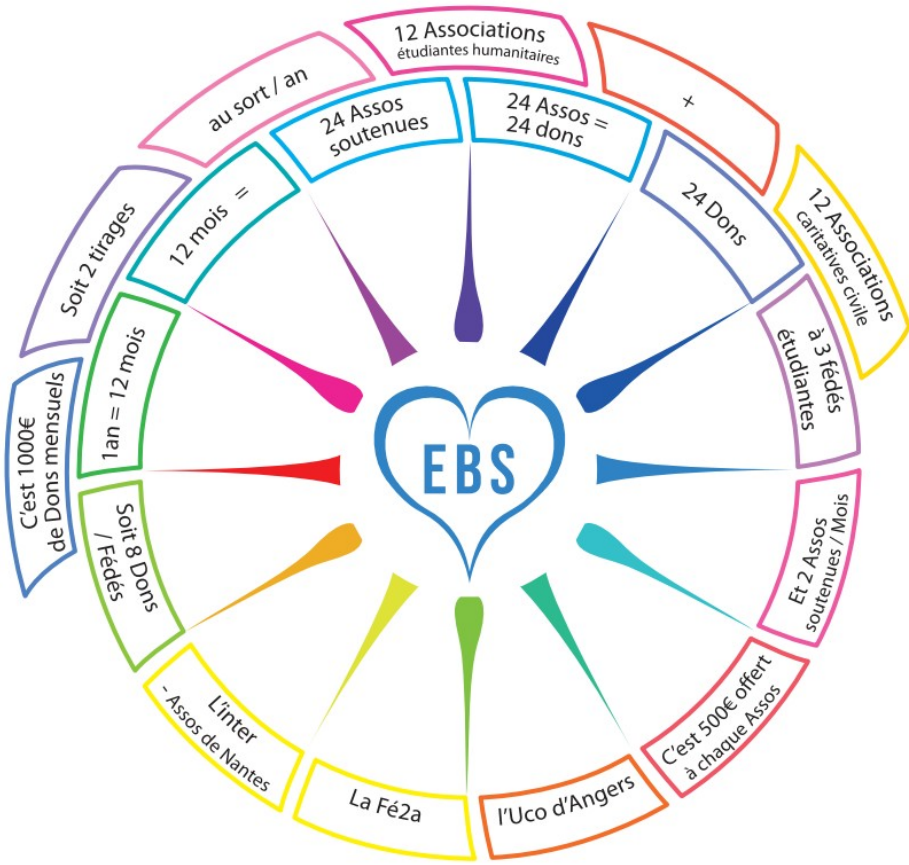 C'est 1000€
de Dons mensuels
Soit 2 tirages
au sort / an
12 Associations
étudiantes humanitaires
+
12 Associations
caritatives civile
1an = 12 mois
12 mois =
24 Assos
soutenues
24 Assos =
24 dons
24 Dons
à 3 fédés
étudiantes
Et 2 Assos
soutenues / Mois
C'est 500€ offert
à chaque Assos
l'Uco d'Angers
La Fé2a
L'inter
- Assos de Nantes
Soit 8 Dons
/ Fédés
EBS